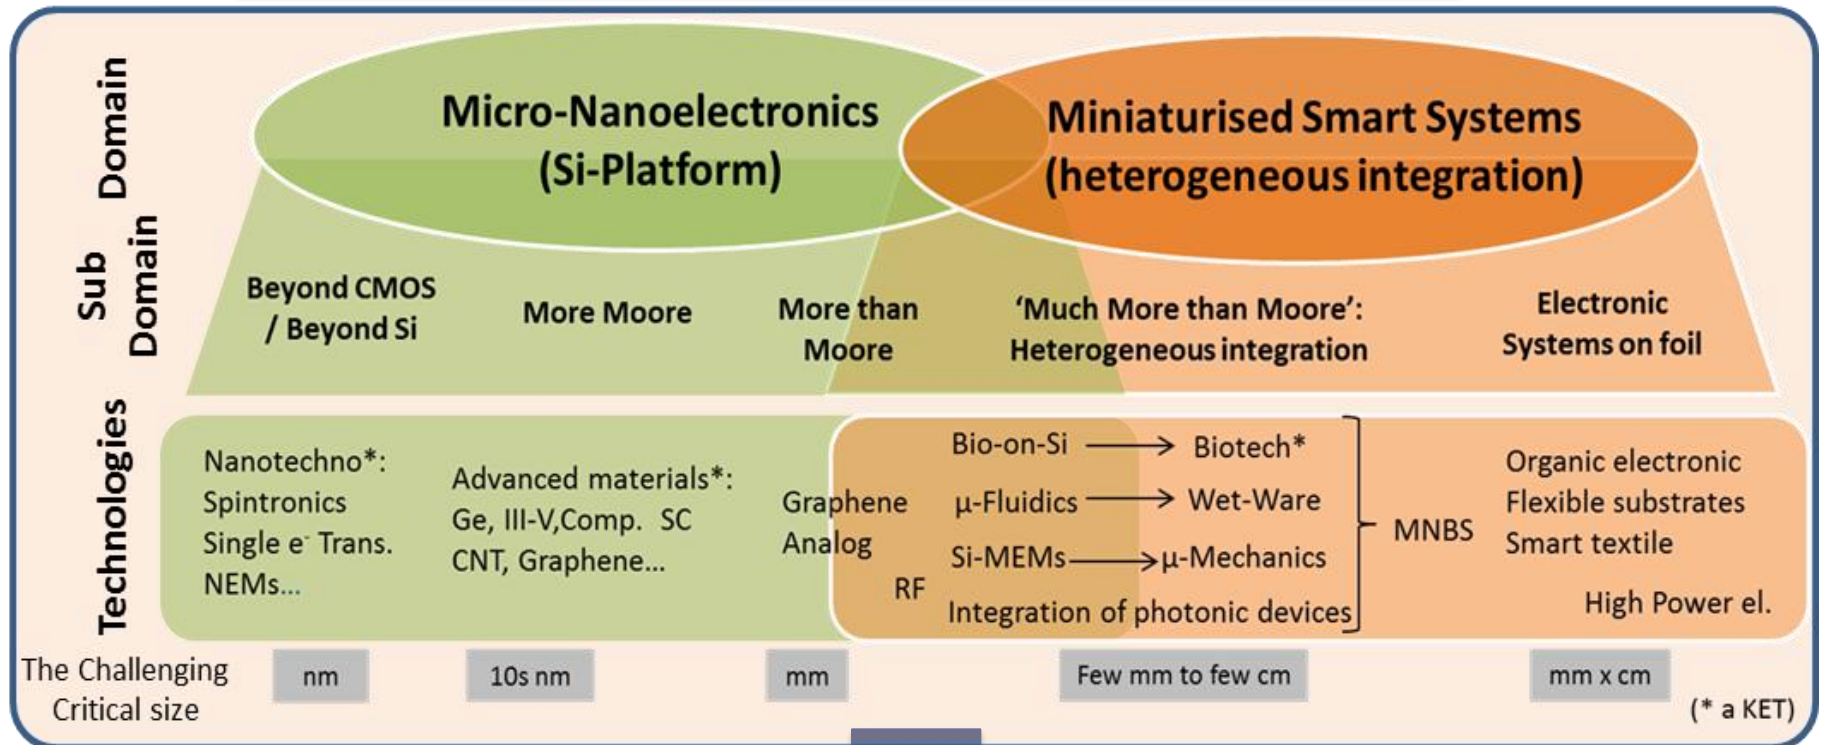 Domain
Micro-Nanoelectronics
(Si-Platform)
Miniaturised Smart Systems
(heterogeneous integration)
Sub
Domain
Beyond CMOS
/ Beyond Si
More Moore
More than
Moore
‘Much More than Moore’:
Heterogeneous integration
Electronic
Systems on foil
Technologies
Nanotechno*:
Spintronics
Single e- Trans.
NEMs...
Advanced materials*:
Ge, III-V,Comp. SC
CNT, Graphene...
Graphene
Analog
RF
Bio-on-Si
Biotech*
µ-Fluidics
Wet-Ware
Si-MEMs
µ-Mechanics
Integration of photonic devices
MNBS
Organic electronic
Flexible substrates
Smart textile
High Power el.
The Challenging
Critical size
nm
10s nm
mm
Few mm to few cm
mm x cm
(* a KET)